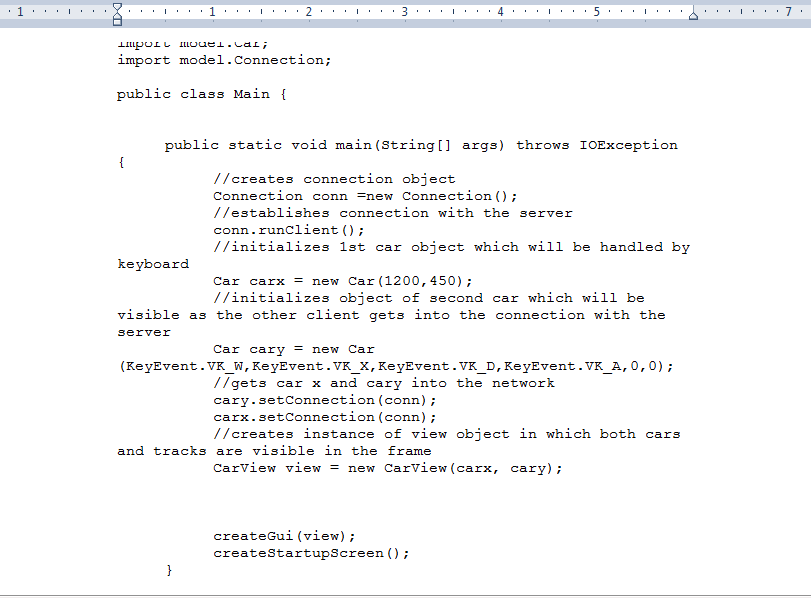 1 1 2 3 4 5 7
import model.Car;
import model.Connection;
public class Main {
public static void main(String[] args) throws IOException
{
//creates connection object
Connection conn =new Connection();
//establishes connection with the server
conn.runClient();
//initializes 1st car object which will be handled by
keyboard
Car carx = new Car(1200,450);
//initializes object of second car which will be
visible as the other client gets into the connection with the
server
Car cary = new Car
(KeyEvent.VK_W,KeyEvent.VK_X,KeyEvent.VK_D,KeyEvent.VK_A,0,0);
//gets car x and cary into the network
cary.setConnection(conn);
carx.setConnection(conn);
//creates instance of view object in which both cars
and tracks are visible in the frame
CarView view = new CarView(carx, cary);
createGui(view);
createStartupScreen();
}